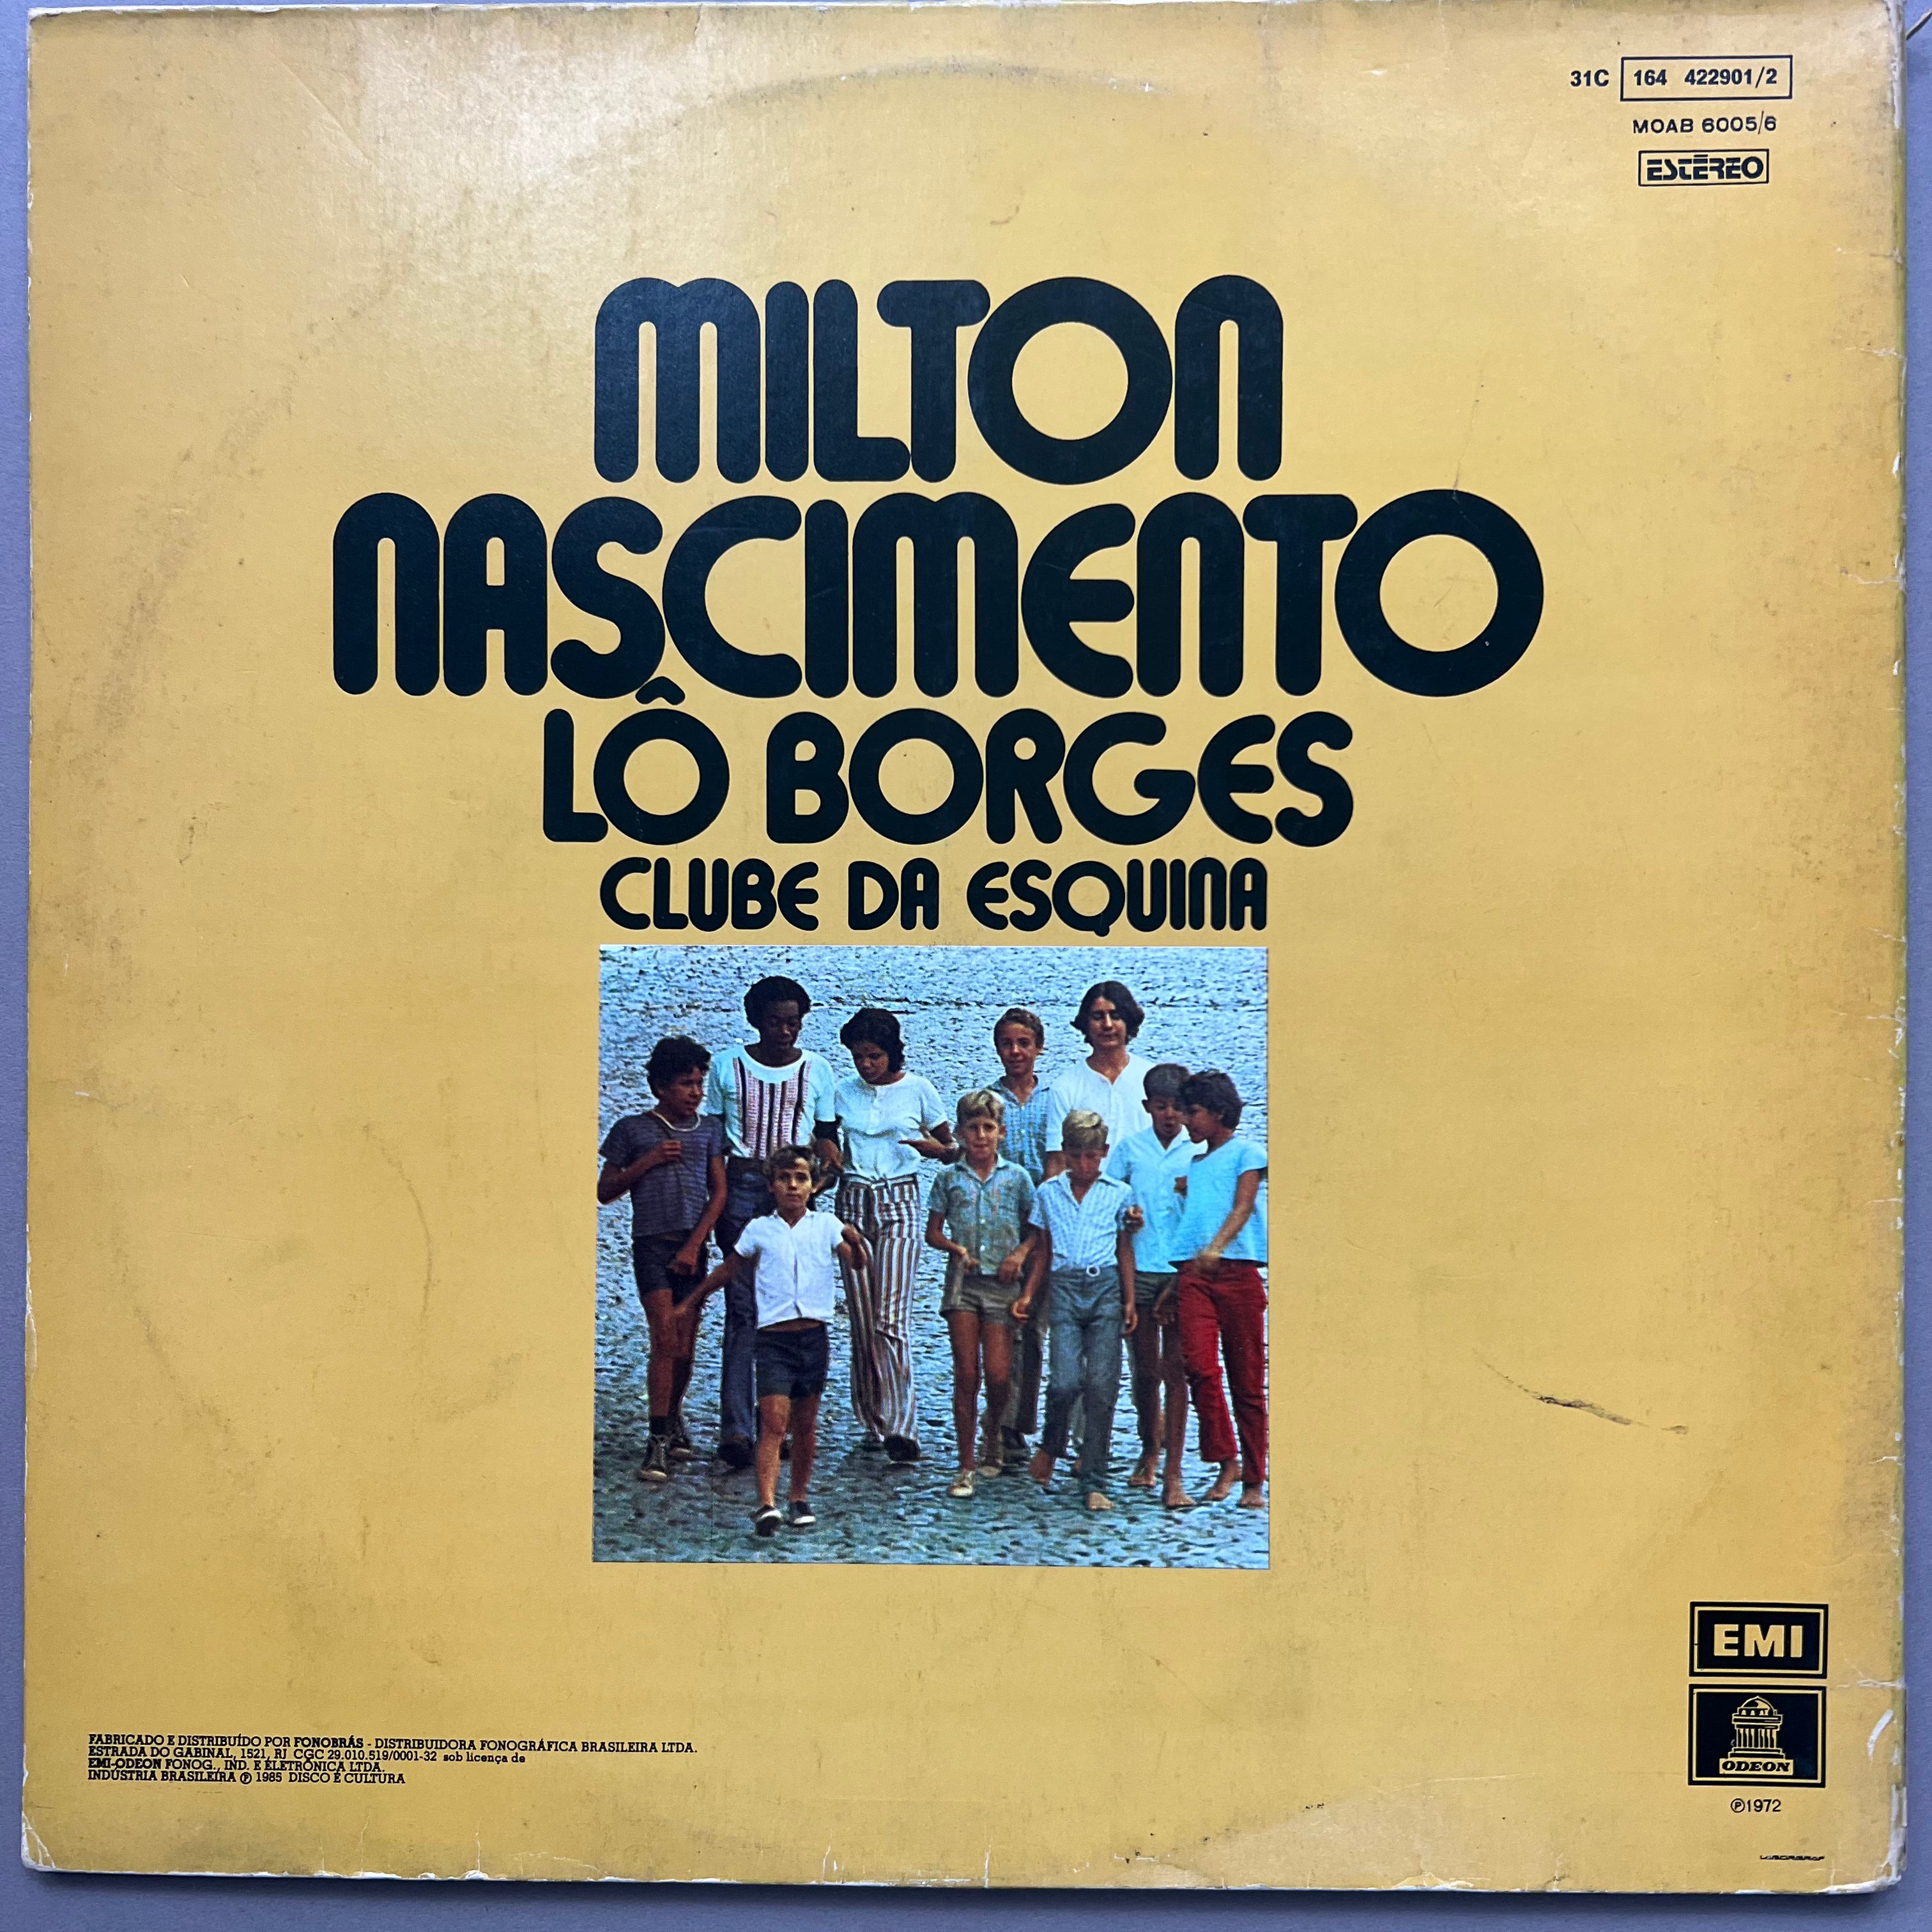 31C 164 422901/2
MOAB 6005/6
ESTÉREO
MILTON
NASCIMENTO
LÔ BORGES
CLUBE DA ESQUINA
EMI
ODEON
℗1972
FABRICADO E DISTRIBUÍDO POR FONOBRÁS - DISTRIBUIDORA FONOGRÁFICA BRASILEIRA LTDA.
ESTRADA DO GABINAL, 1521, RJ CGC 29.010.519/0001-32 sob licença de
EMI-ODEON FONOG., IND. E ELETRÔNICA LTDA.
INDÚSTRIA BRASILEIRA ℗ 1985 DISCO É CULTURA